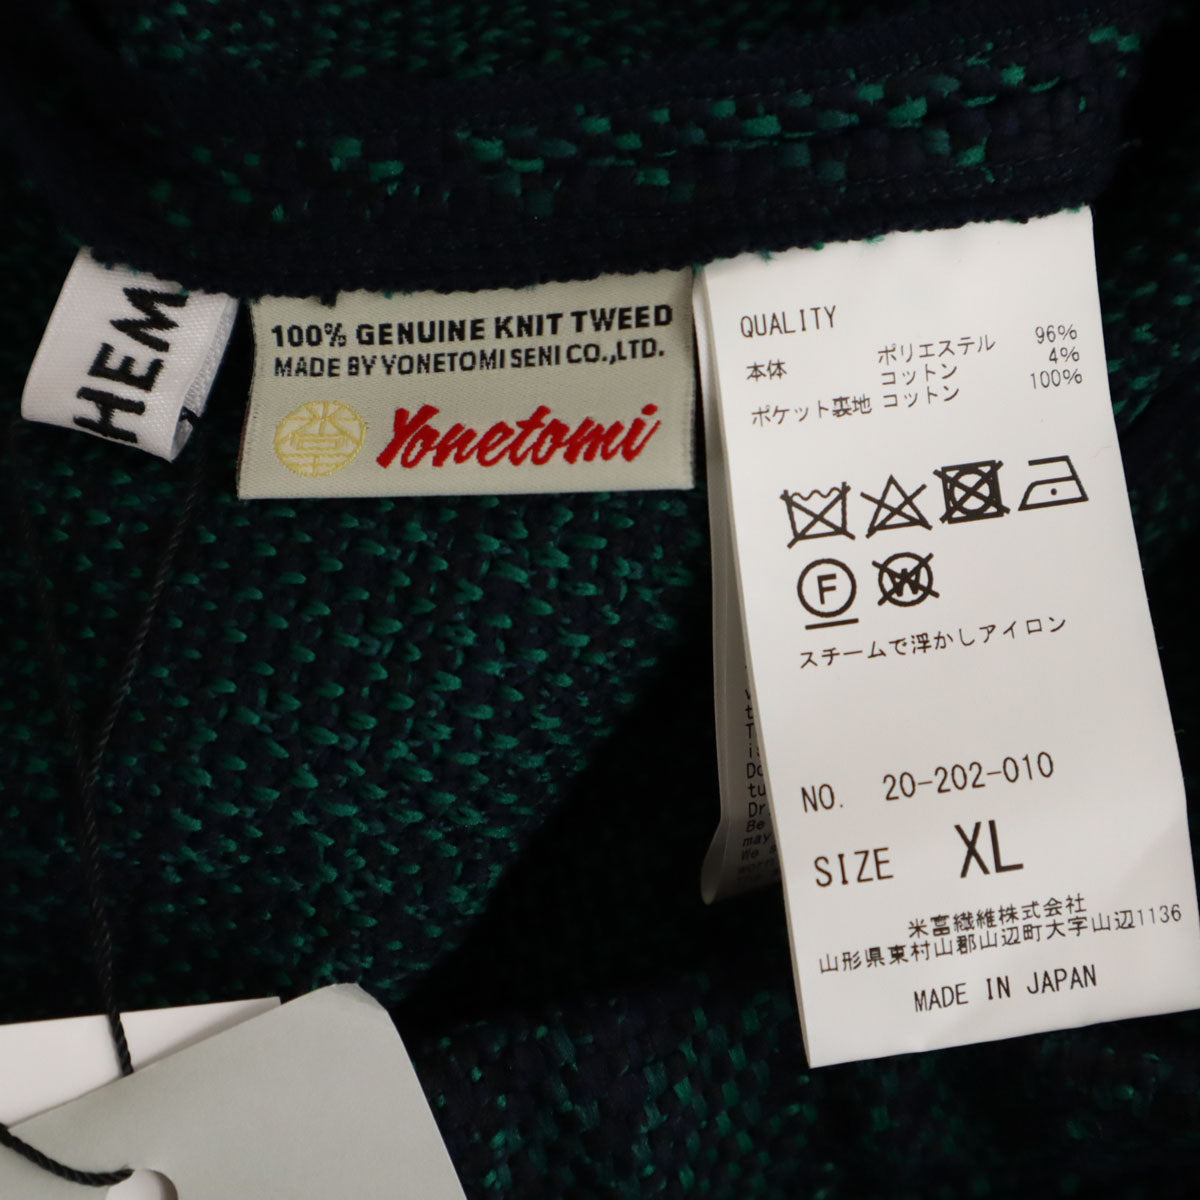 HEM
100% GENUINE KNIT TWEED
MADE BY YONETOMI SENI CO.,LTD.
Yonetomi
QUALITY
本体 ポリエステル 96%
コットン 4%
ポケット裏地 コットン 100%
F
W
スチームで浮かしアイロン
NO. 20-202-010
SIZE XL
米富繊維株式会社
山形県東村山郡山辺町大字山辺1136
MADE IN JAPAN